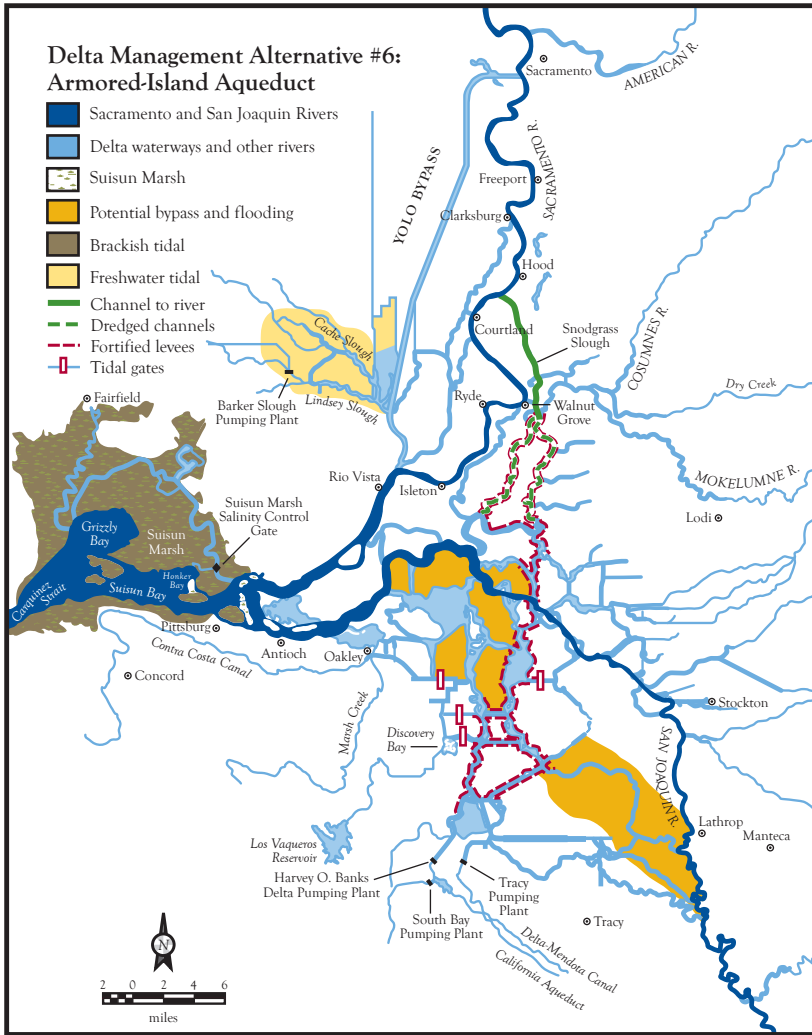 Delta Management Alternative #6:
Armored-Island Aqueduct
Sacramento and San Joaquin Rivers
Delta waterways and other rivers
Suisun Marsh
Potential bypass and flooding
Brackish tidal
Freshwater tidal
Channel to river
Dredged channels
Fortified levees
Tidal gates
Sacramento
AMERICAN R.
SACRAMENTO R.
YOLO BYPASS
Freeport
Clarksburg
Hood
Courtland
Snodgrass
Slough
COSUMNES R.
Dry Creek
Cache Slough
Barker Slough
Pumping Plant
Lindsey Slough
Ryde
Walnut
Grove
Fairfield
MOKELUMNE R.
Rio Vista
Isleton
Lodi
Suisun Marsh
Salinity Control
Gate
Grizzly
Bay
Suisun
Marsh
Honker
Bay
Suisun Bay
Carquinez
Strait
Pittsburg
Antioch
Oakley
Contra Costa Canal
Concord
Marsh Creek
Discovery
Bay
Stockton
SAN JOAQUIN R.
Lathrop
Manteca
Los Vaqueros
Reservoir
Harvey O. Banks
Delta Pumping Plant
Tracy
Pumping
Plant
South Bay
Pumping Plant
Tracy
Delta-Mendota Canal
California Aqueduct
N
2 0 2 4 6
miles